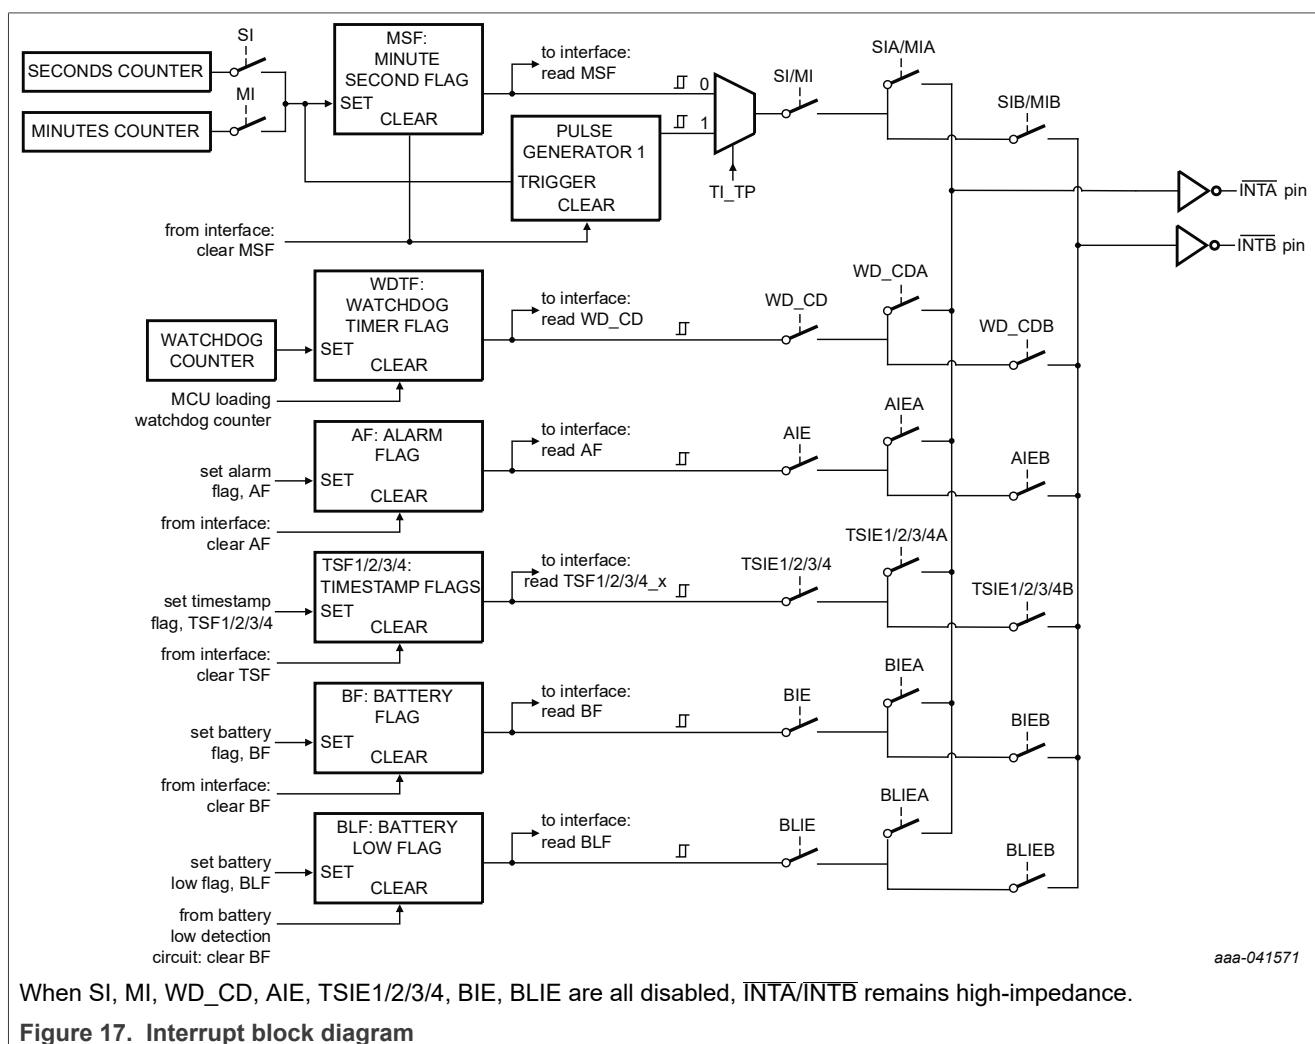 SI
SECONDS COUNTER
MI
MINUTES COUNTER
MSF:
MINUTE
SECOND FLAG
SET
CLEAR
to interface:
read MSF
PULSE
GENERATOR 1
TRIGGER
CLEAR
from interface:
clear MSF
0
1
TI_TP
SI/MI
SIA/MIA
SIB/MIB
INTA pin
INTB pin
WATCHDOG
COUNTER
WDTF:
WATCHDOG
TIMER FLAG
SET
CLEAR
MCU loading
watchdog counter
to interface:
read WD_CD
WD_CD
WD_CDA
WD_CDB
AF: ALARM
FLAG
SET
CLEAR
set alarm
flag, AF
from interface:
clear AF
to interface:
read AF
AIE
AIEA
AIEB
TSF1/2/3/4:
TIMESTAMP FLAGS
SET
CLEAR
set timestamp
flag, TSF1/2/3/4
from interface:
clear TSF
to interface:
read TSF1/2/3/4_x
TSIE1/2/3/4
TSIE1/2/3/4A
TSIE1/2/3/4B
BF: BATTERY
FLAG
SET
CLEAR
set battery
flag, BF
from interface:
clear BF
to interface:
read BF
BIE
BIEA
BIEB
BLF: BATTERY
LOW FLAG
SET
CLEAR
set battery
low flag, BLF
from battery
low detection
circuit: clear BF
to interface:
read BLF
BLIE
BLIEA
BLIEB
aaa-041571
When SI, MI, WD_CD, AIE, TSIE1/2/3/4, BIE, BLIE are all disabled, INTA/INTB remains high-impedance.
Figure 17. Interrupt block diagram